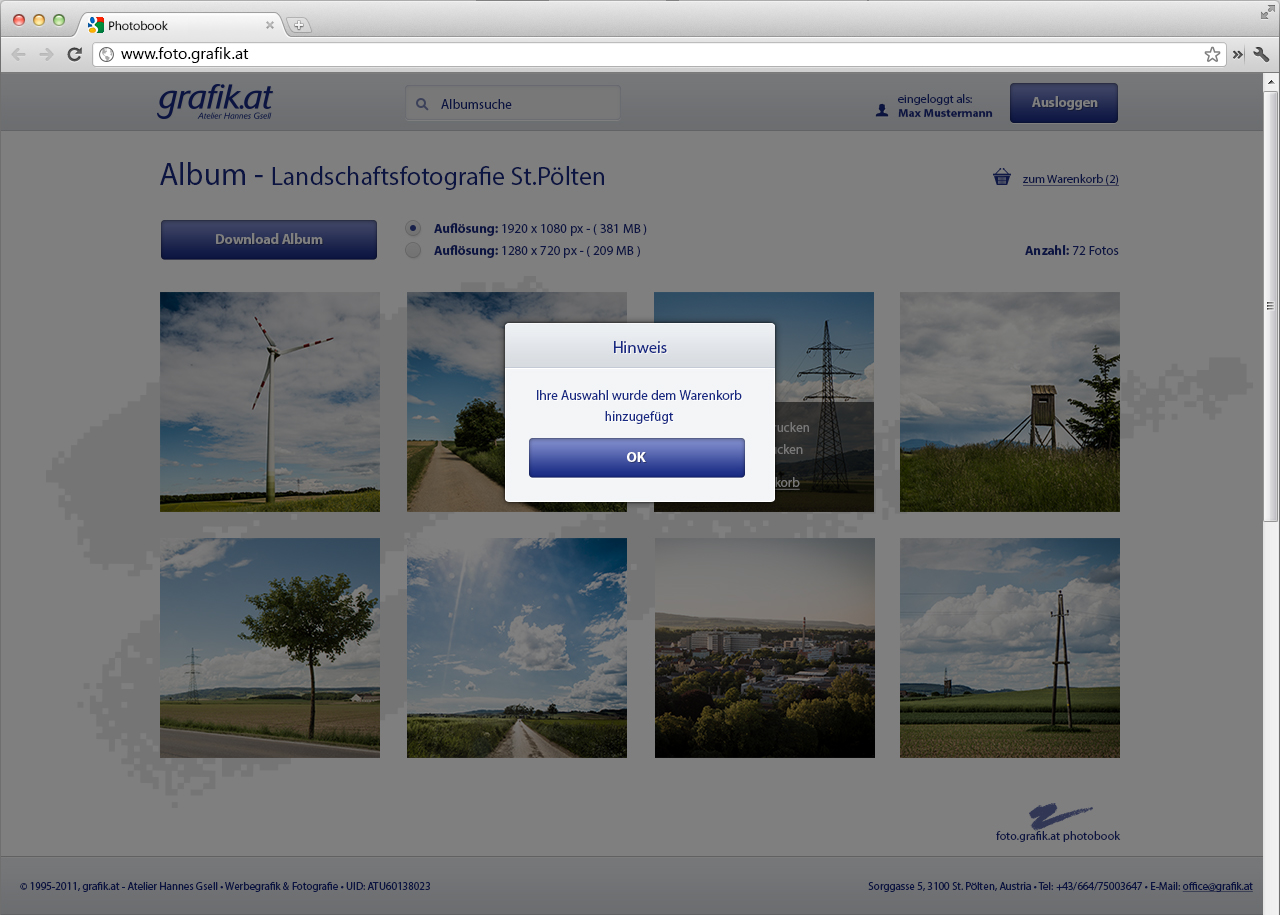 Photobook
www.foto.grafik.at
grafik.at
Atelier Hannes Gsell
Albumsuche
eingeloggt als:
Max Mustermann
Ausloggen
Album - Landschaftsfotografie St.Pölten
zum Warenkorb (2)
Download Album
Auflösung: 1920 x 1080 px - ( 381 MB )
Auflösung: 1280 x 720 px - ( 209 MB )
Anzahl: 72 Fotos
Hinweis
Ihre Auswahl wurde dem Warenkorb
hinzugefügt
OK
rucken
cken
korb
foto.grafik.at photobook
© 1995-2011, grafik.at - Atelier Hannes Gsell • Werbegrafik & Fotografie • UID: ATU60138023
Sorggasse 5, 3100 St. Pölten, Austria • Tel: +43/664/75003647 • E-Mail: office@grafik.at